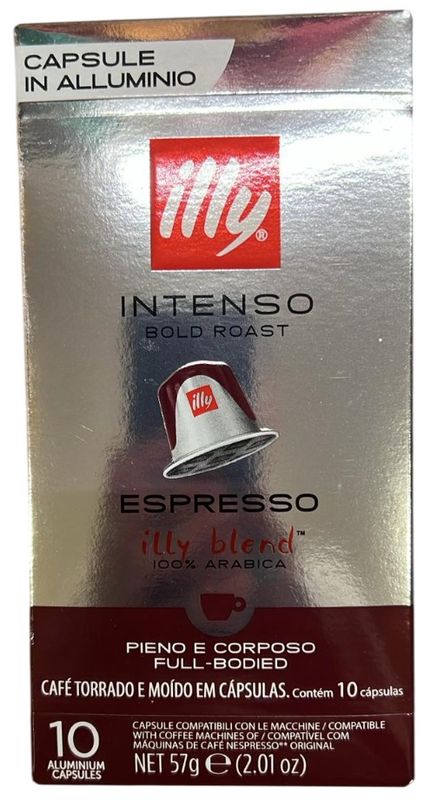 CAPSULE
IN ALLUMINIO
illy®
INTENSO
BOLD ROAST
illy
ESPRESSO
illy blend™
100% ARABICA
PIENO E CORPOSO
FULL-BODIED
CAFÉ TORRADO E MOÍDO EM CÁPSULAS. Contém 10 cápsulas
10
ALUMINIUM
CAPSULES
CAPSULE COMPATIBILI CON LE MACCHINE / COMPATIBLE
WITH COFFEE MACHINES OF / COMPATÍVEL COM
MÁQUINAS DE CAFÉ NESPRESSO** ORIGINAL
NET 57g ℮ (2.01 oz)